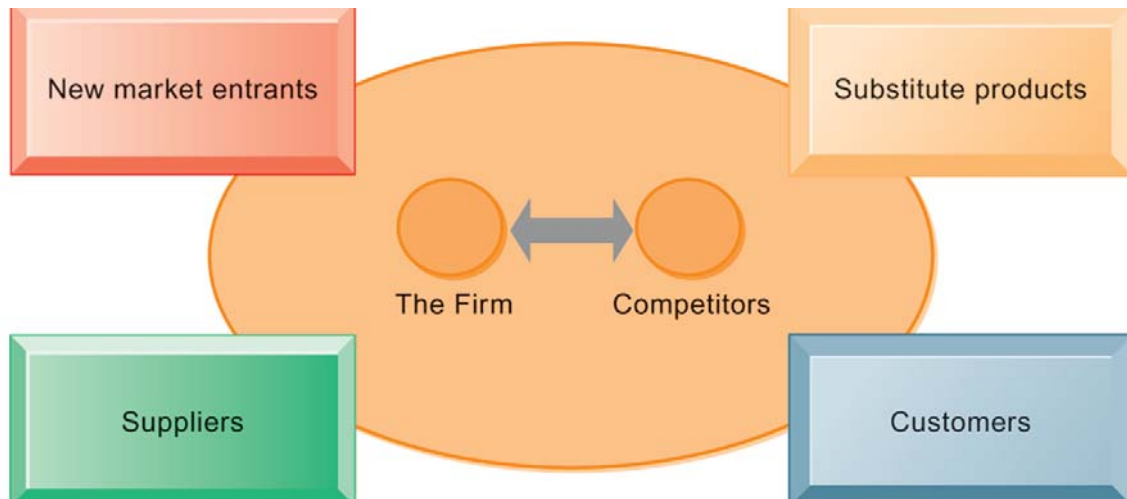 New market entrants
Substitute products
The Firm
Competitors
Suppliers
Customers